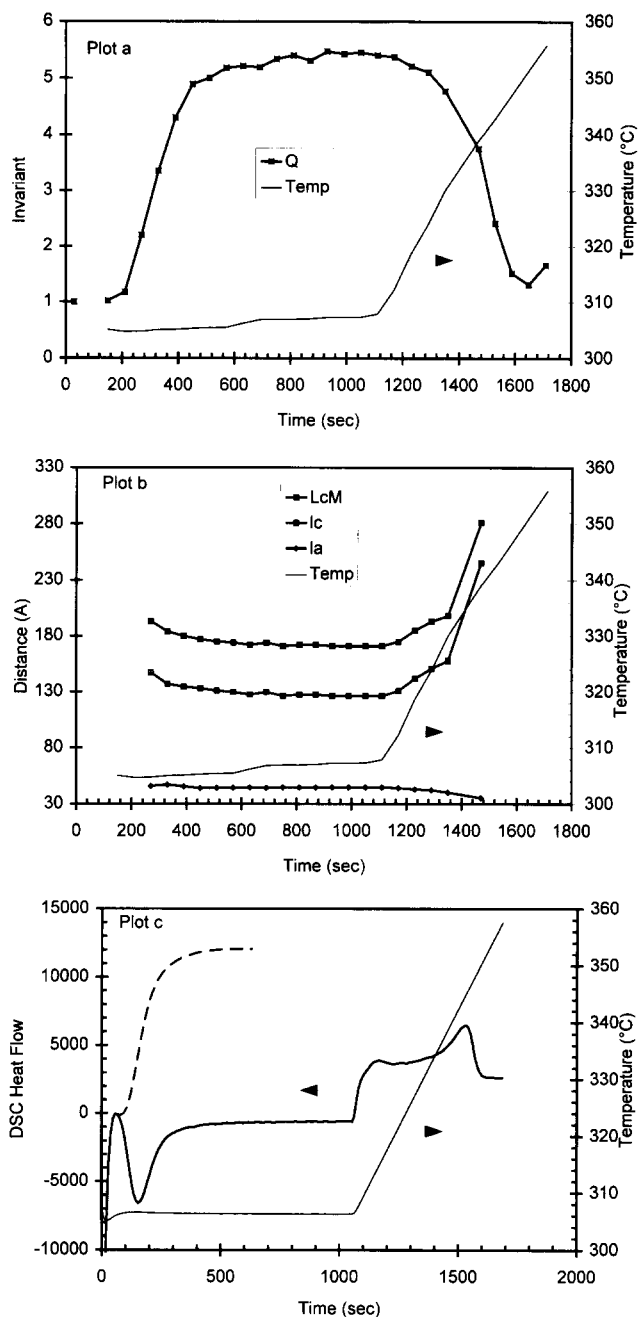 Plot a
6
5
4
3
2
1
0
Invariant
Q
Temp
360
350
340
330
320
310
300
Temperature (°C)
0 200 400 600 800 1000 1200 1400 1600 1800
Time (sec)
Plot b
330
280
230
180
130
80
30
Distance (A)
LcM
lc
la
Temp
360
350
340
330
320
310
300
Temperature (°C)
0 200 400 600 800 1000 1200 1400 1600 1800
Time (sec)
Plot c
15000
10000
5000
0
-5000
-10000
DSC Heat Flow
360
350
340
330
320
310
300
Temperature (°C)
0 500 1000 1500 2000
Time (sec)